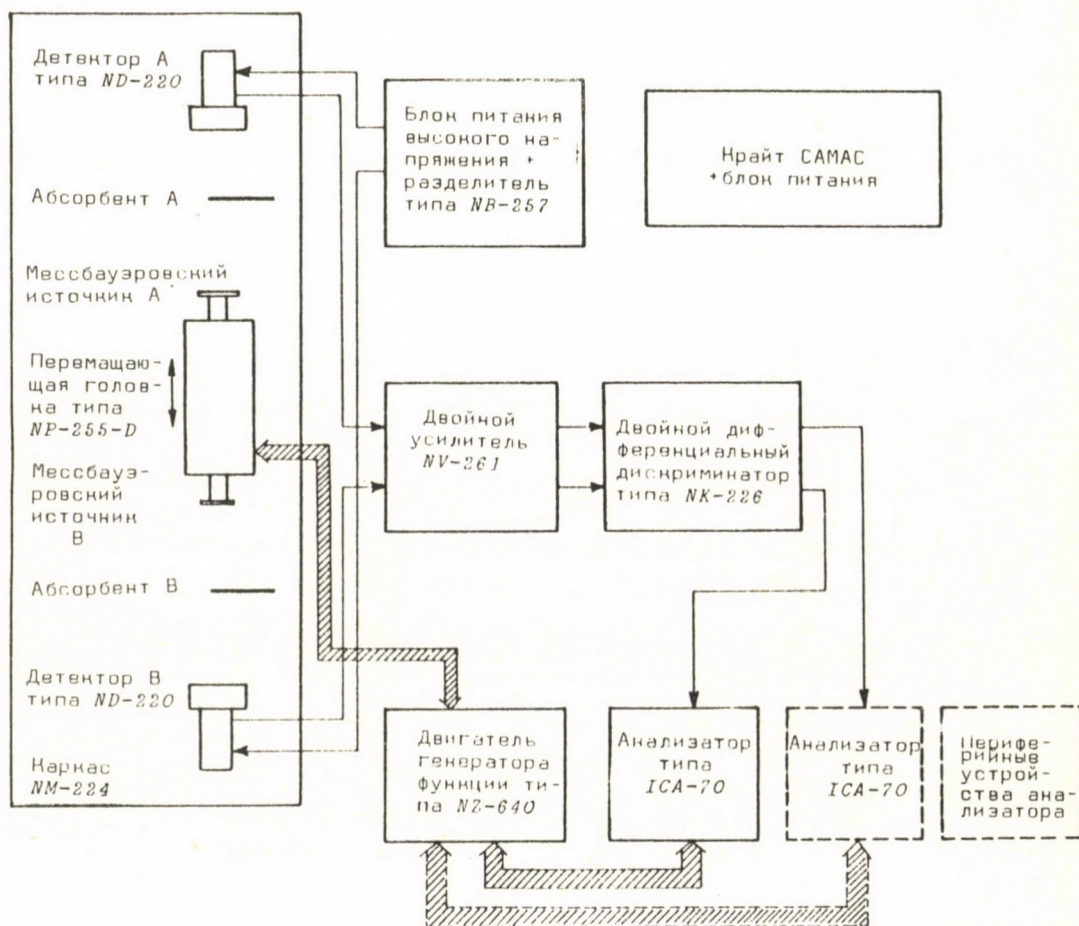 Детектор А
типа ND-220
Абсорбент А
Мессбауэровский
источник А
Перемащаю-
щая голов-
ка типа
NP-255-D
Мессбауэ-
ровский
источник
В
Абсорбент В
Детектор В
типа ND-220
Каркас
NM-224
Блок питания
высокого на-
пряжения +
разделитель
типа NB-257
Крайт САМАС
+блок питания
Двойной
усилитель
NV-261
Двойной диф-
ференциальный
дискриминатор
типа NK-226
Двигатель
генератора
функции ти-
па NZ-640
Анализатор
типа
ICA-70
Анализатор
типа
ICA-70
Перифе-
рийные
устрой-
ства ана-
лизатора